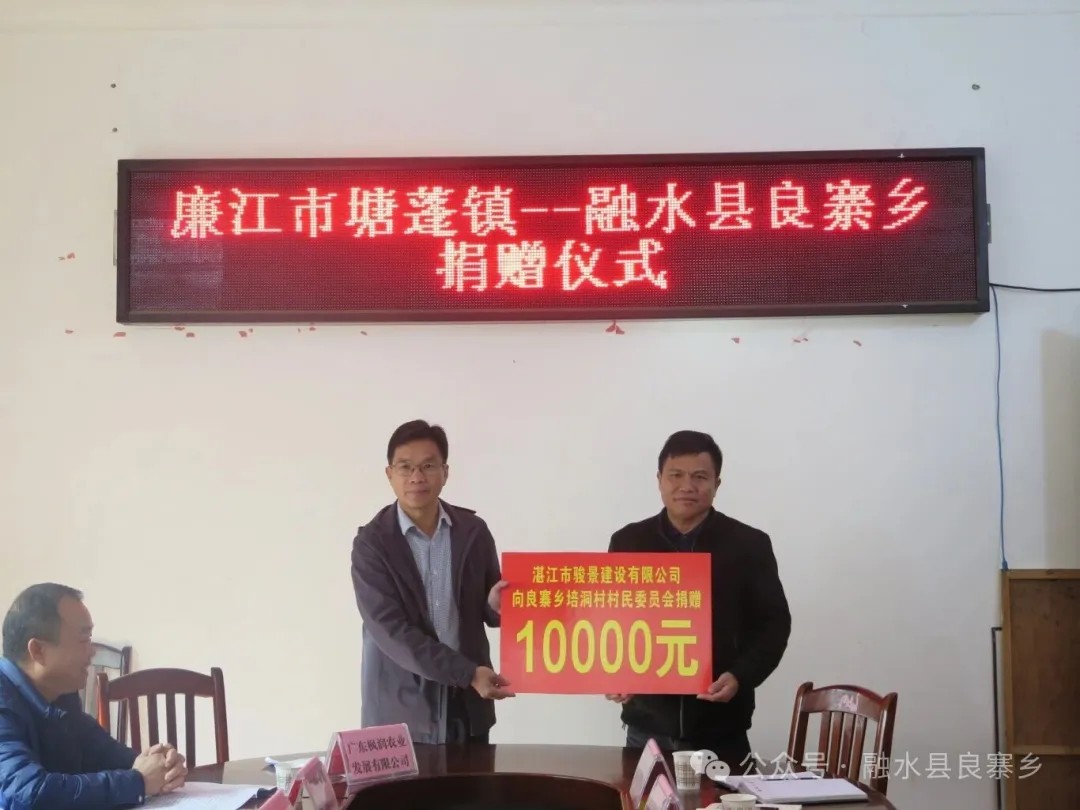 廉江市塘蓬镇--融水县良寨乡
捐赠仪式
湛江市骏景建设有限公司
向良寨乡培洞村村民委员会捐赠
10000元
广东枫润农业
发展有限公司
公众号·融水县良寨乡